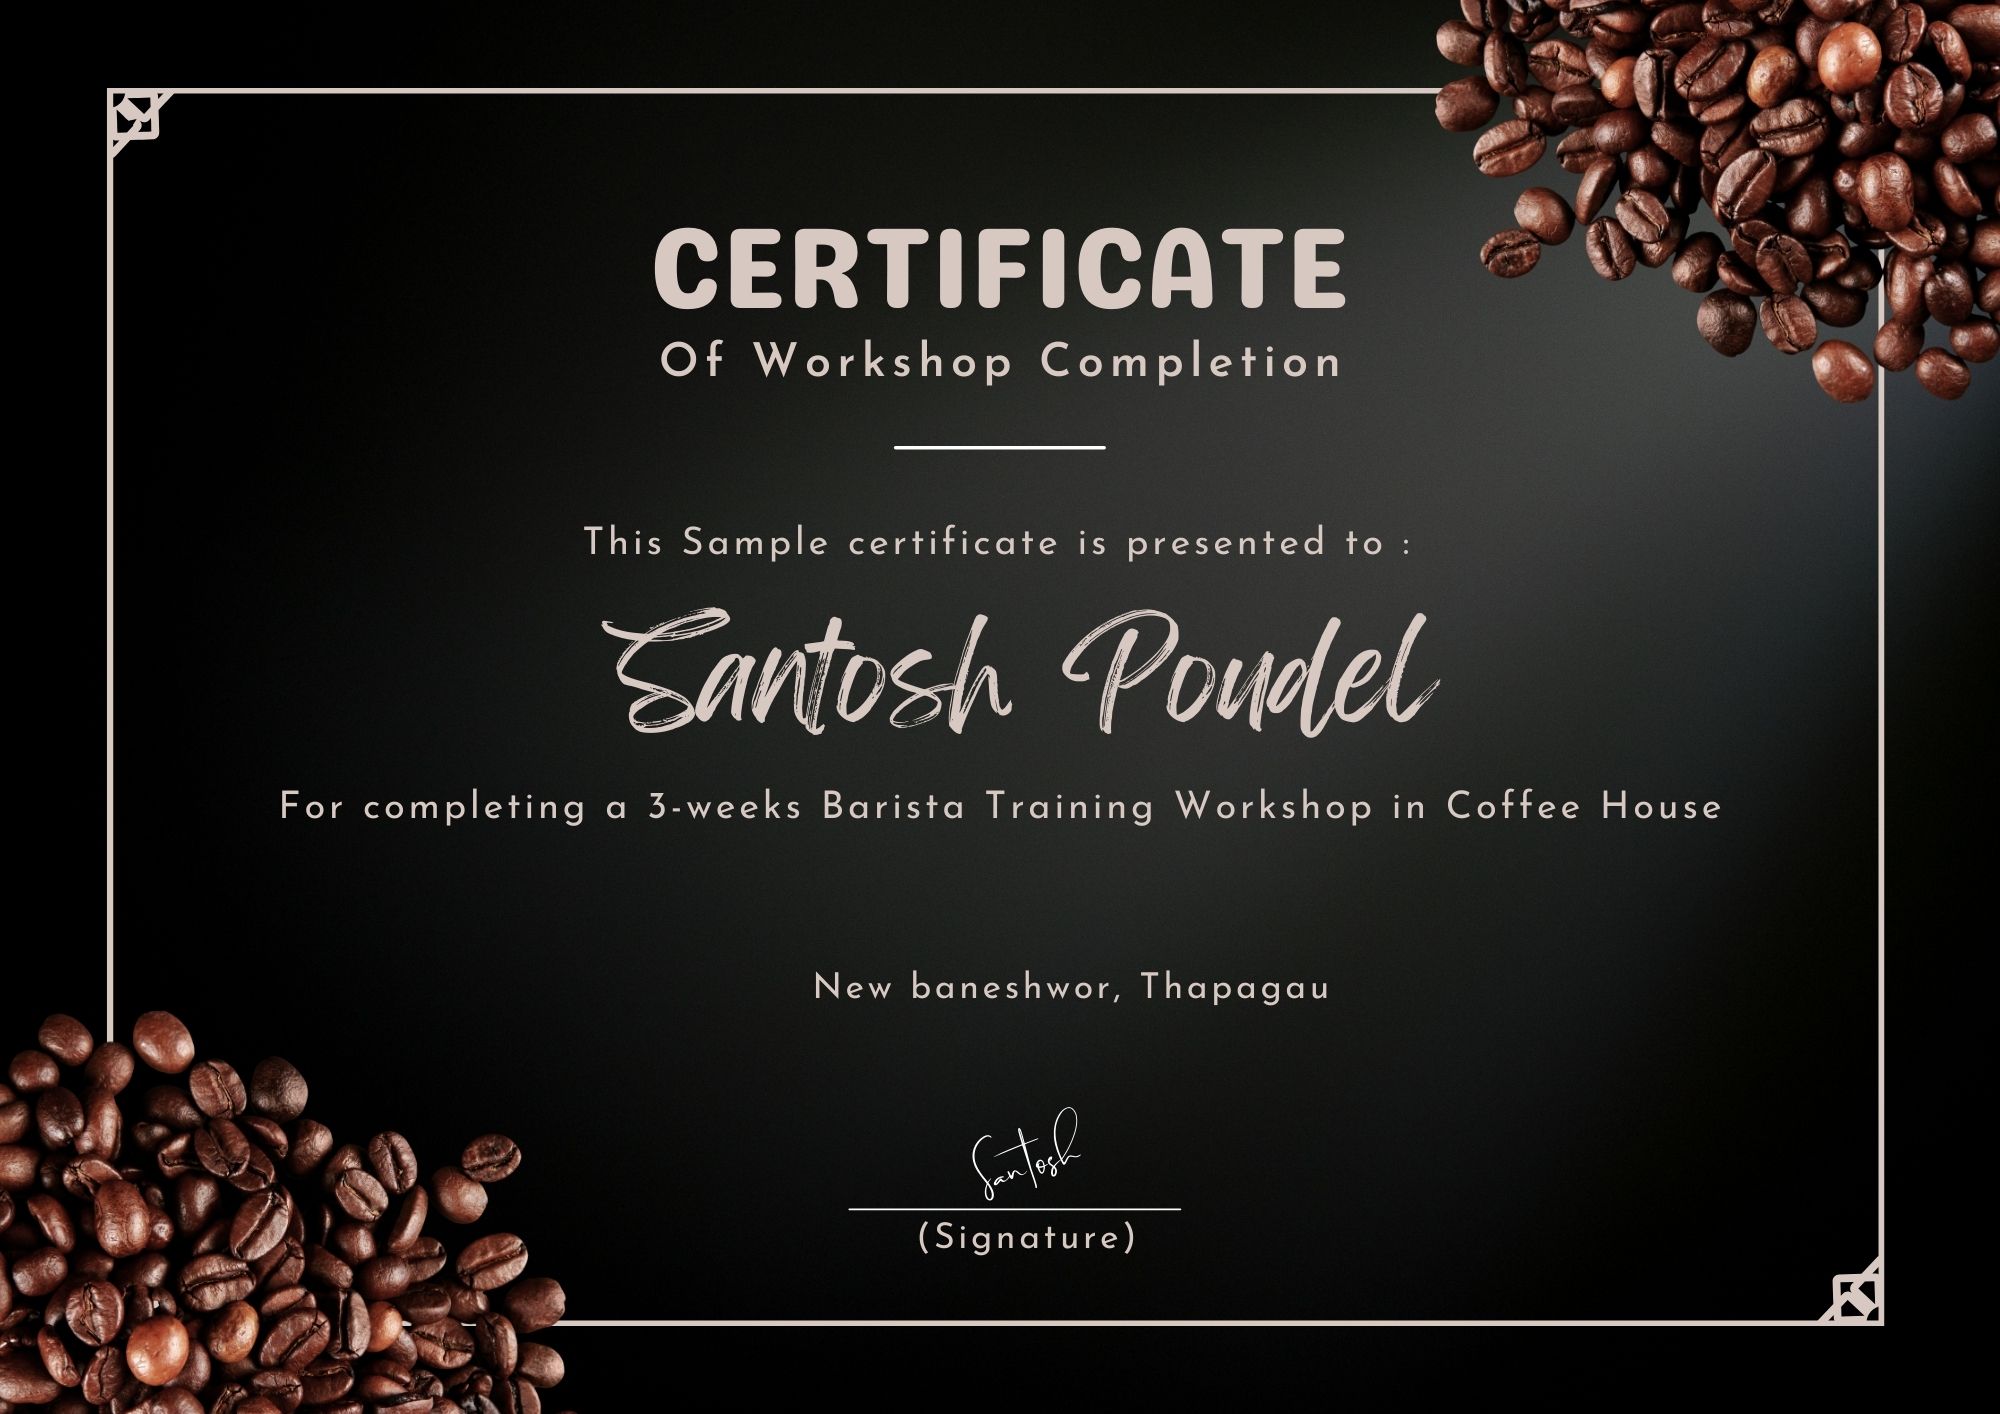 CERTIFICATE
Of Workshop Completion
This Sample certificate is presented to :
Santosh Poudel
For completing a 3-weeks Barista Training Workshop in Coffee House
New baneshwor, Thapagau
Santosh
(Signature)